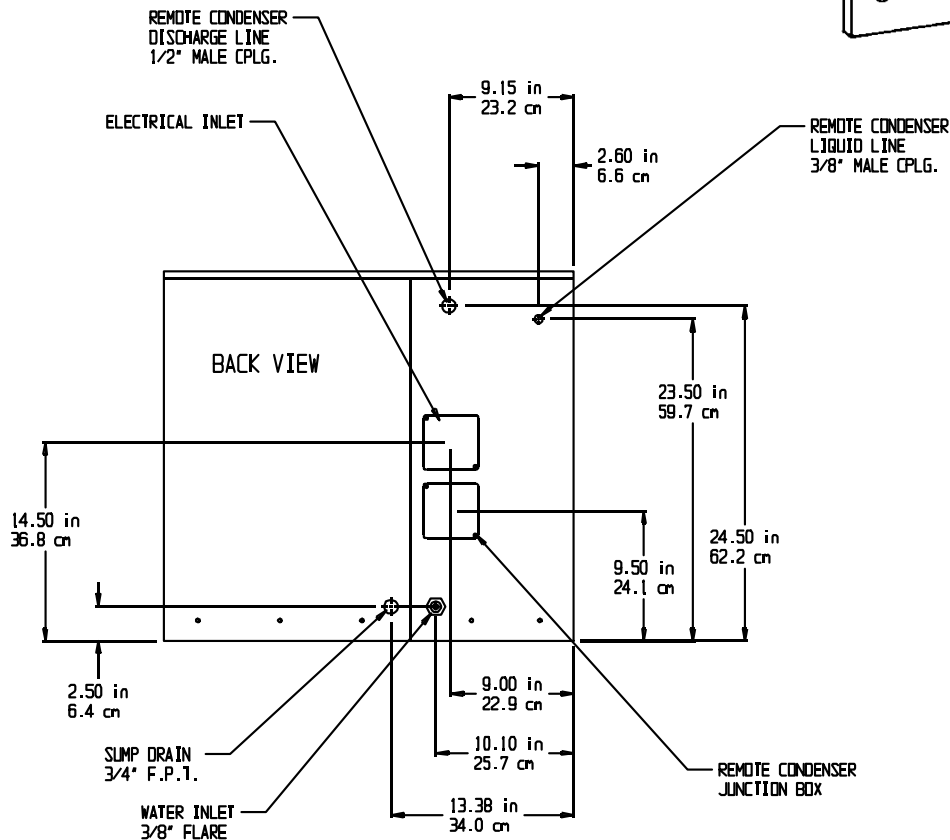 REMOTE CONDENSER
DISCHARGE LINE
1/2" MALE CPLG.
9.15 in
23.2 cm
ELECTRICAL INLET
REMOTE CONDENSER
LIQUID LINE
3/8" MALE CPLG.
2.60 in
6.6 cm
BACK VIEW
23.50 in
59.7 cm
14.50 in
36.8 cm
24.50 in
62.2 cm
9.50 in
24.1 cm
2.50 in
6.4 cm
9.00 in
22.9 cm
SUMP DRAIN
3/4" F.P.T.
10.10 in
25.7 cm
REMOTE CONDENSER
JUNCTION BOX
WATER INLET
3/8" FLARE
13.38 in
34.0 cm